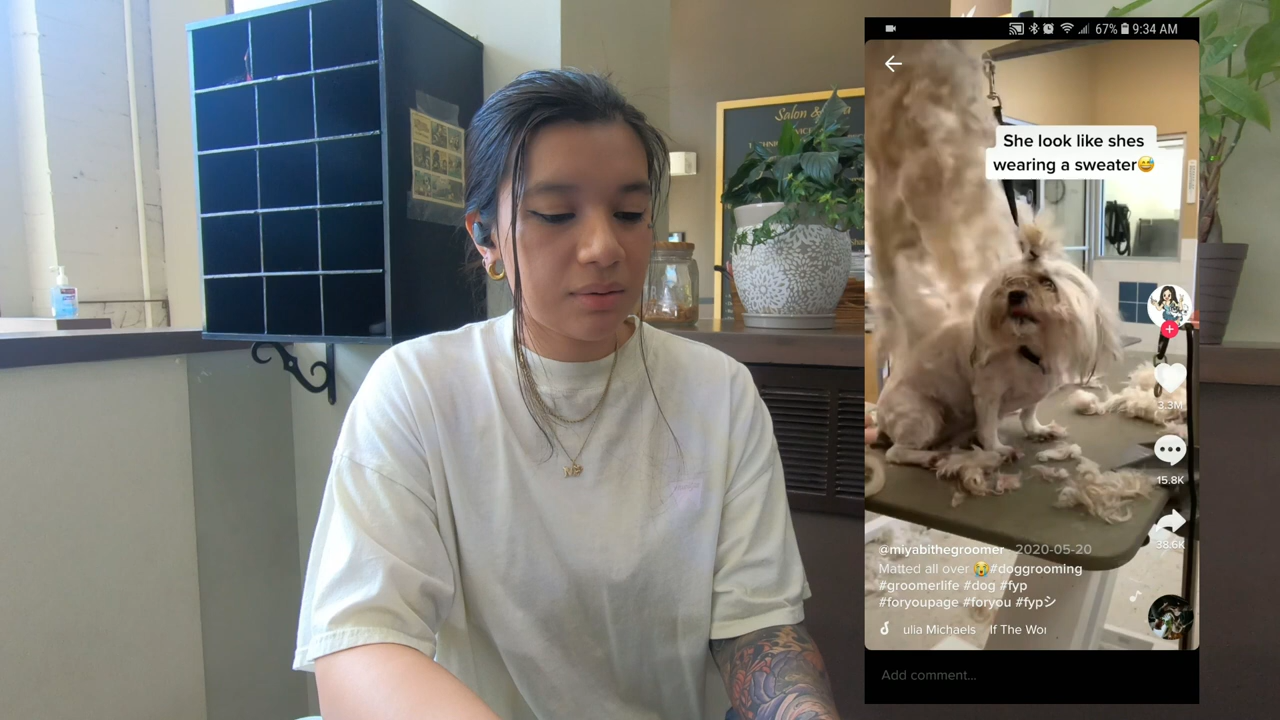 Salon &
67% 9:34 AM
She look like shes
wearing a sweater😅
3.3M
15.8K
38.6K
@miyabithegroomer 2020-05-20
Matted all over 😭#doggrooming
#groomerlife #dog #fyp
#foryoupage #foryou #fypシ
ulia Michaels If The Wor
Add comment...